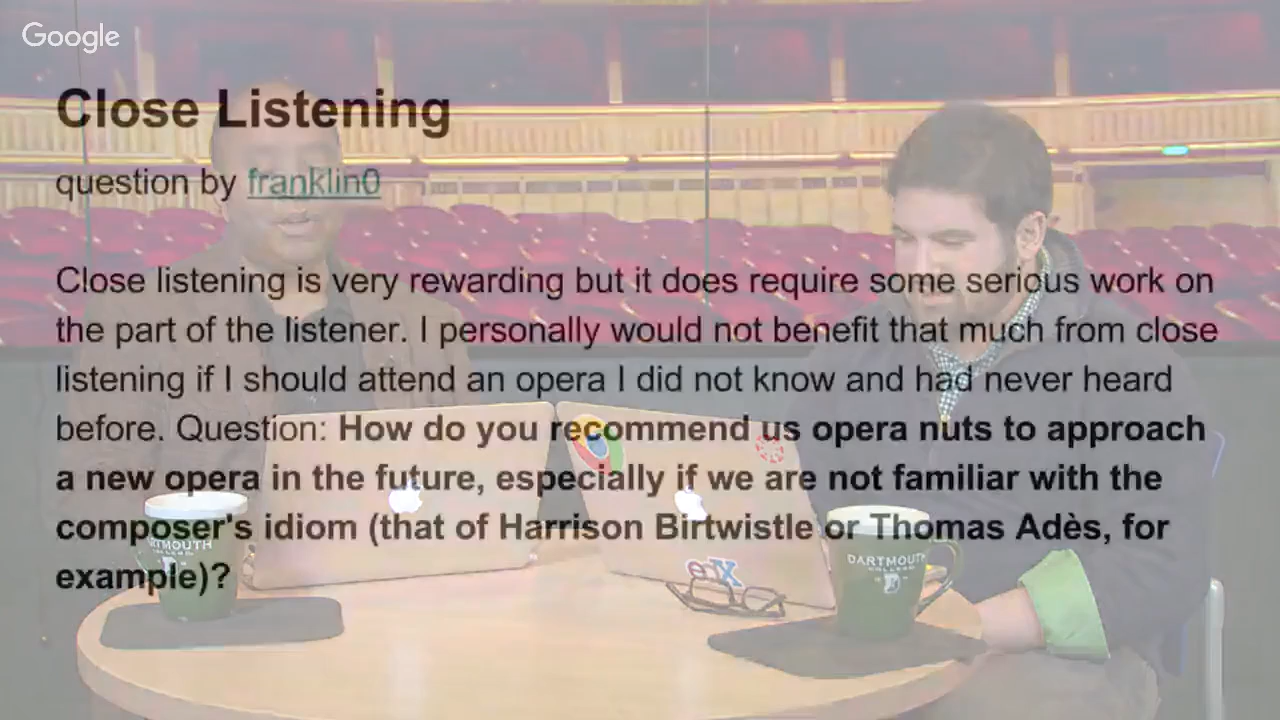 Google
Close Listening
question by franklin0
Close listening is very rewarding but it does require some serious work on
the part of the listener. I personally would not benefit that much from close
listening if I should attend an opera I did not know and had never heard
before. Question: How do you recommend us opera nuts to approach
a new opera in the future, especially if we are not familiar with the
composer's idiom (that of Harrison Birtwistle or Thomas Adès, for
example)?
DARTMOUTH
COLLEGE
edX